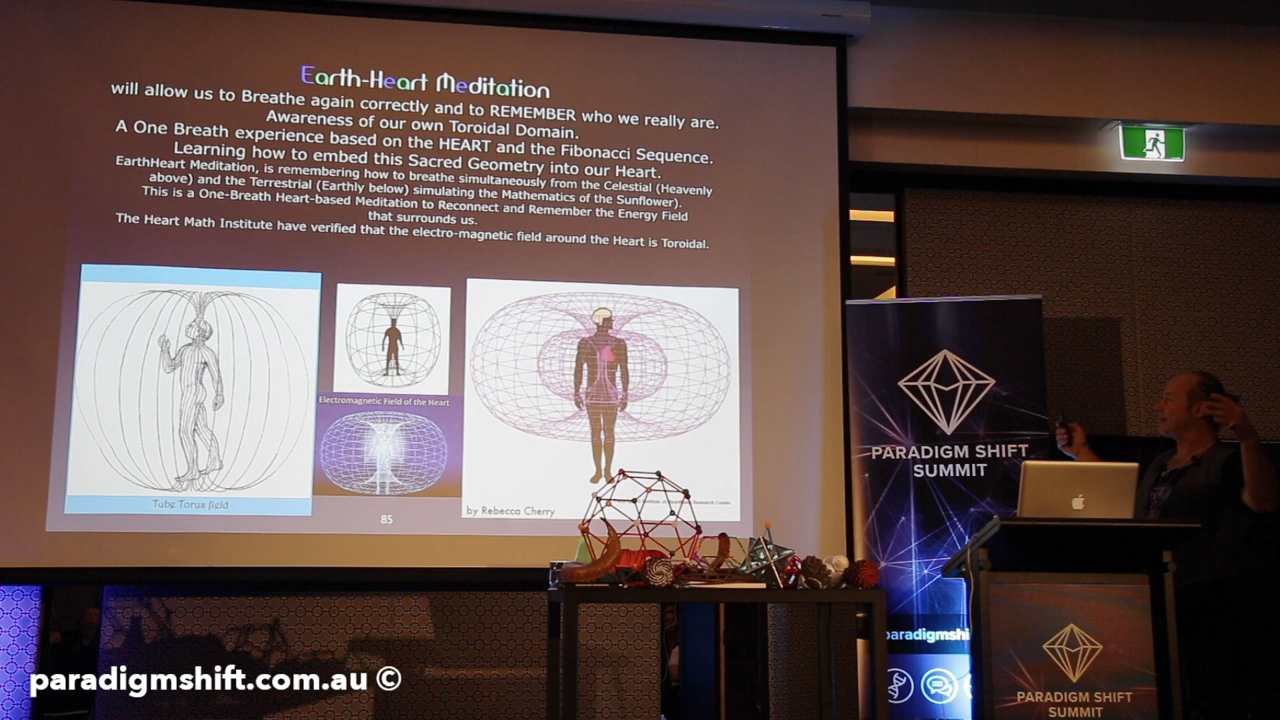 Earth-Heart Meditation
will allow us to Breathe again correctly and to REMEMBER who we really are.
Awareness of our own Toroidal Domain.
A One Breath experience based on the HEART and the Fibonacci Sequence.
Learning how to embed this Sacred Geometry into our Heart.
EarthHeart Meditation, is remembering how to breathe simultaneously from the Celestial (Heavenly
above) and the Terrestrial (Earthly below) simulating the Mathematics of the Sunflower).
This is a One-Breath Heart-based Meditation to Reconnect and Remember the Energy Field
that surrounds us.
The Heart Math Institute have verified that the electro-magnetic field around the Heart is Toroidal.
Electromagnetic Field of the Heart
Tube Torus field
85
by Rebecca Cherry
Research Center
PARADIGM SHIFT
SUMMIT
paradigmshi
PARADIGM SHIFT
SUMMIT
paradigmshift.com.au ©